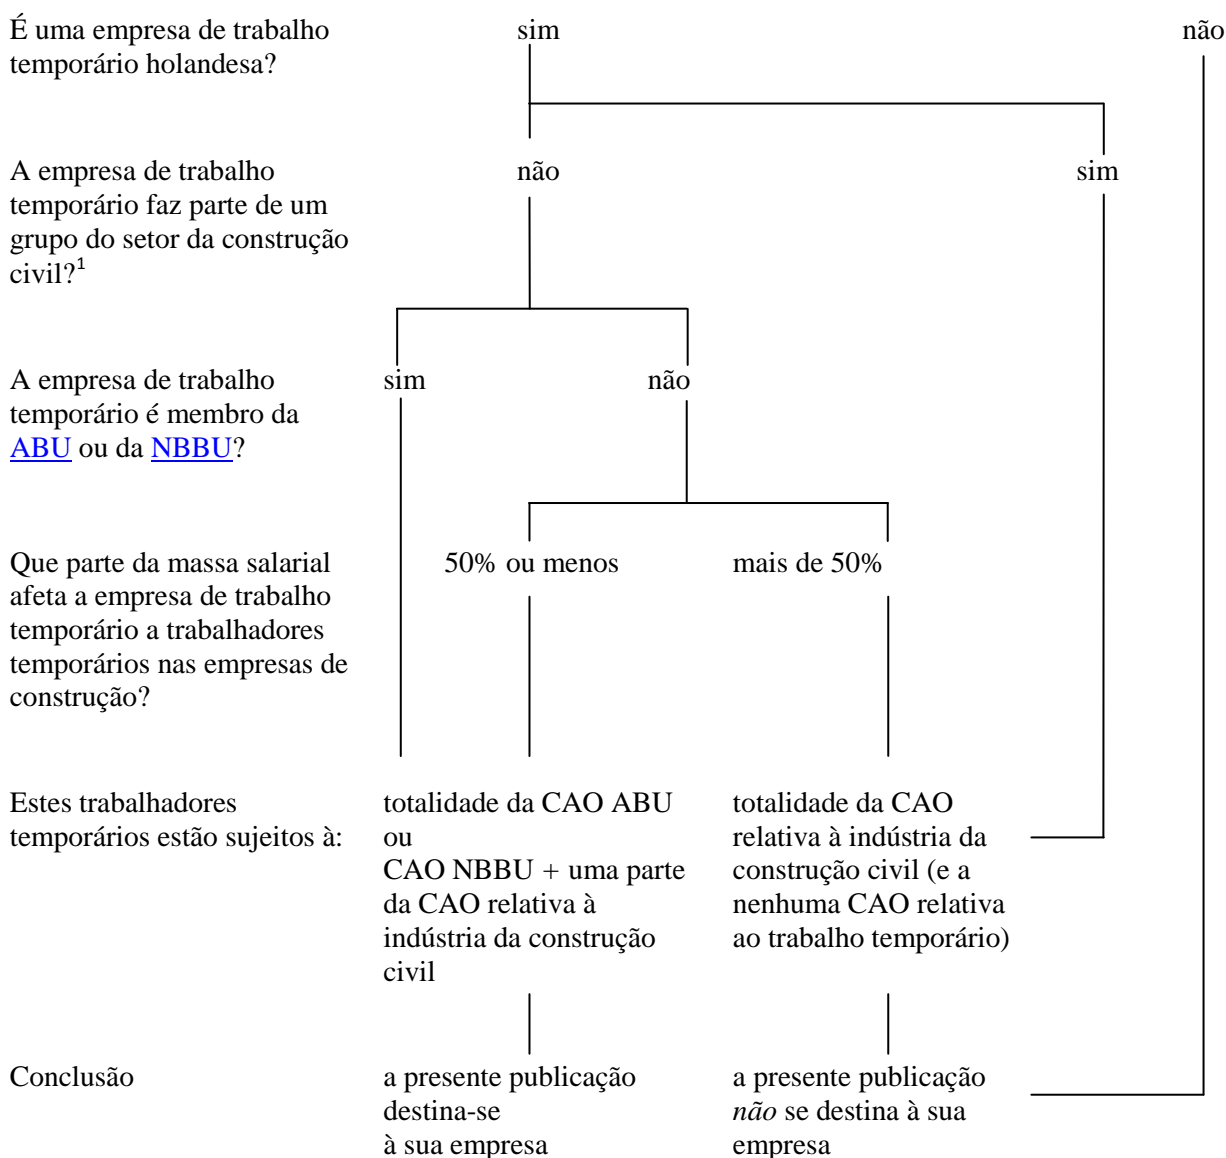 É uma empresa de trabalho
temporário holandesa?
sim
não
A empresa de trabalho
temporário faz parte de um
grupo do setor da construção
civil?1
não
sim
A empresa de trabalho
temporário é membro da
ABU ou da NBBU?
sim
não
Que parte da massa salarial
afeta a empresa de trabalho
temporário a trabalhadores
temporários nas empresas de
construção?
50% ou menos
mais de 50%
Estes trabalhadores
temporários estão sujeitos à:
totalidade da CAO ABU
ou
CAO NBBU + uma parte
da CAO relativa à
indústria da construção
civil
totalidade da CAO
relativa à indústria da
construção civil (e a
nenhuma CAO relativa
ao trabalho temporário)
Conclusão
a presente publicação
destina-se
à sua empresa
a presente publicação
não se destina à sua
empresa